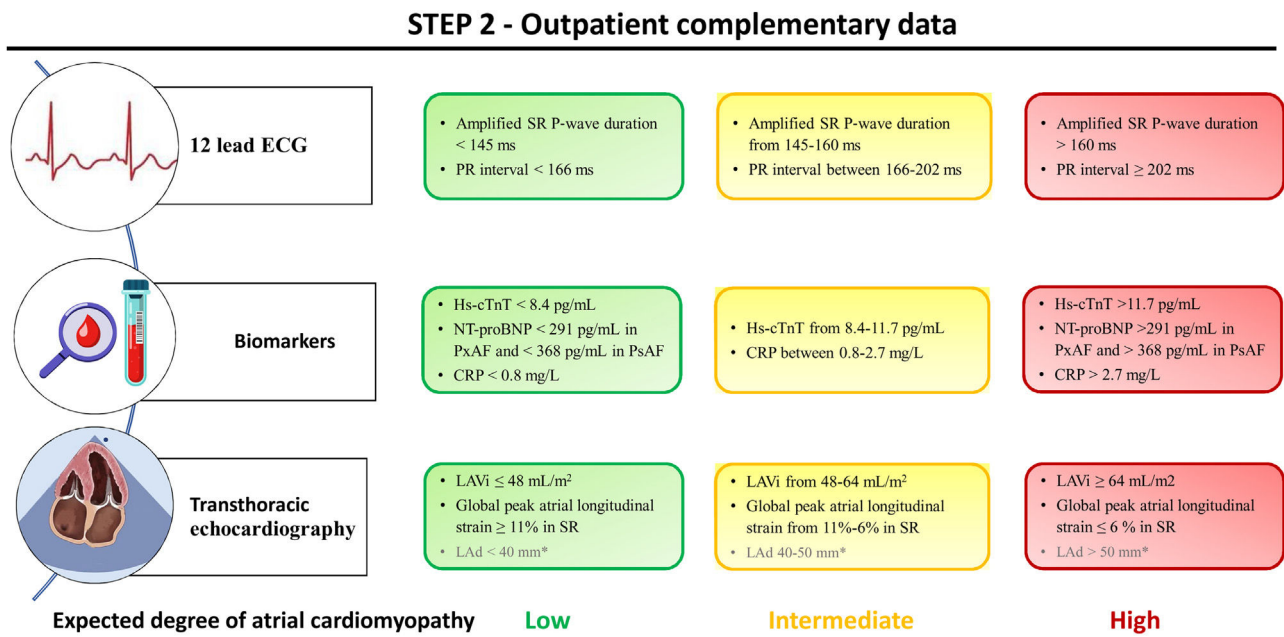 STEP 2 - Outpatient complementary data
12 lead ECG
• Amplified SR P-wave duration
< 145 ms
• PR interval < 166 ms
• Amplified SR P-wave duration
from 145-160 ms
• PR interval between 166-202 ms
• Amplified SR P-wave duration
> 160 ms
• PR interval ≥ 202 ms
Biomarkers
• Hs-cTnT < 8.4 pg/mL
• NT-proBNP < 291 pg/mL in
PxAF and < 368 pg/mL in PsAF
• CRP < 0.8 mg/L
• Hs-cTnT from 8.4-11.7 pg/mL
• CRP between 0.8-2.7 mg/L
• Hs-cTnT >11.7 pg/mL
• NT-proBNP >291 pg/mL in
PxAF and > 368 pg/mL in PsAF
• CRP > 2.7 mg/L
Transthoracic
echocardiography
• LAVi ≤ 48 mL/m²
• Global peak atrial longitudinal
strain ≥ 11% in SR
• LAd < 40 mm*
• LAVi from 48-64 mL/m²
• Global peak atrial longitudinal
strain from 11%-6% in SR
• LAd 40-50 mm*
• LAVi ≥ 64 mL/m2
• Global peak atrial longitudinal
strain ≤ 6 % in SR
• LAd > 50 mm*
Expected degree of atrial cardiomyopathy
Low
Intermediate
High